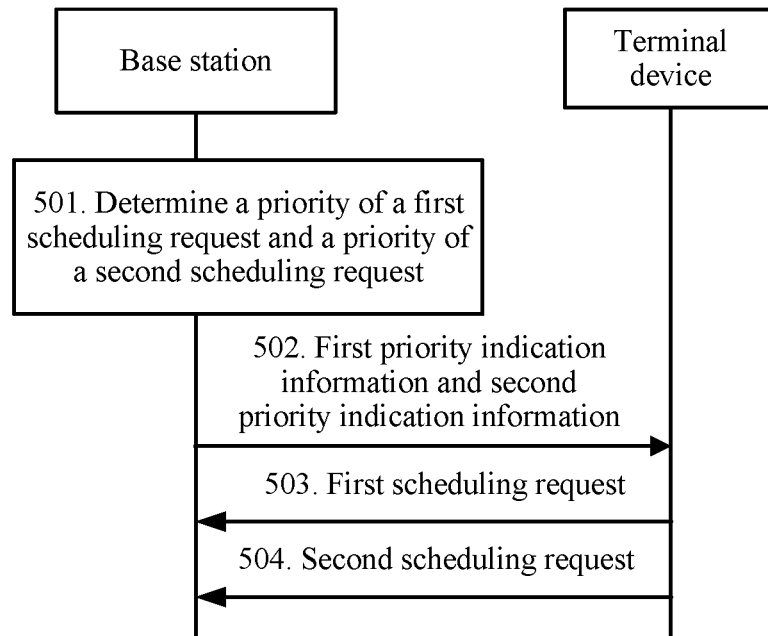 Base station
Terminal
device
501. Determine a priority of a first
scheduling request and a priority of
a second scheduling request
502. First priority indication
information and second
priority indication information
503. First scheduling request
504. Second scheduling request